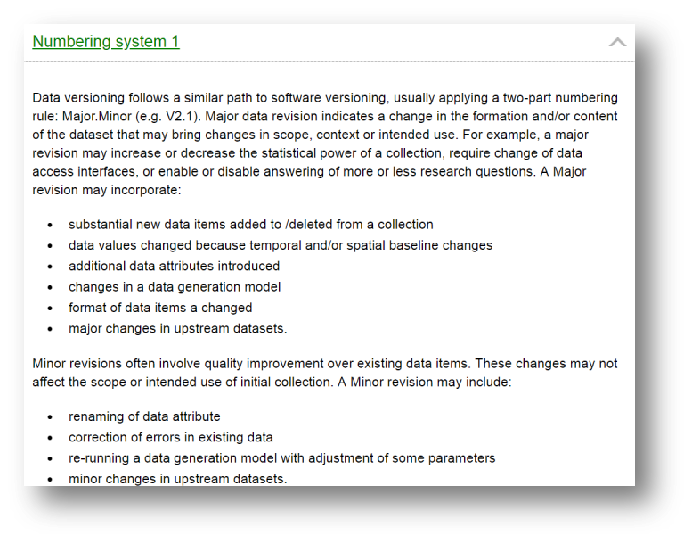 Numbering system 1
Data versioning follows a similar path to software versioning, usually applying a two-part numbering
rule: Major.Minor (e.g. V2.1). Major data revision indicates a change in the formation and/or content
of the dataset that may bring changes in scope, context or intended use. For example, a major
revision may increase or decrease the statistical power of a collection, require change of data
access interfaces, or enable or disable answering of more or less research questions. A Major
revision may incorporate:
• substantial new data items added to /deleted from a collection
• data values changed because temporal and/or spatial baseline changes
• additional data attributes introduced
• changes in a data generation model
• format of data items a changed
• major changes in upstream datasets.
Minor revisions often involve quality improvement over existing data items. These changes may not
affect the scope or intended use of initial collection. A Minor revision may include:
• renaming of data attribute
• correction of errors in existing data
• re-running a data generation model with adjustment of some parameters
• minor changes in upstream datasets.